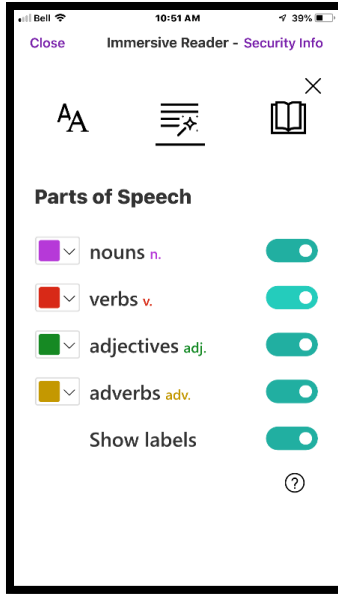 Bell 10:51 AM 39%
Close Immersive Reader - Security Info
AA
Parts of Speech
nouns n.
verbs v.
adjectives adj.
adverbs adv.
Show labels
?